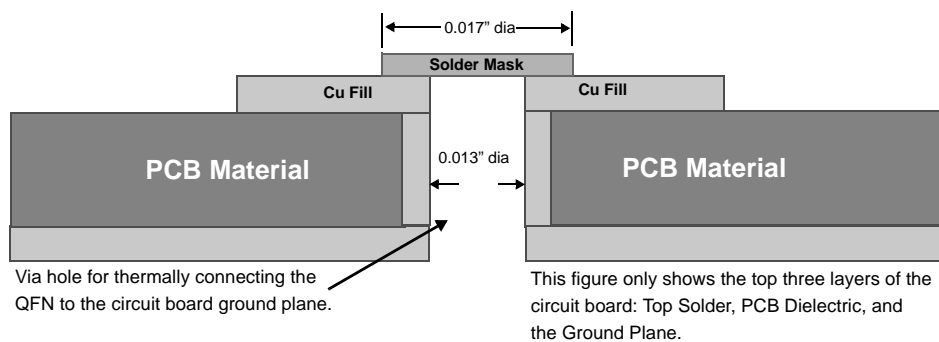 0.017” dia
Solder Mask
Cu Fill
Cu Fill
PCB Material
0.013” dia
PCB Material
Via hole for thermally connecting the
QFN to the circuit board ground plane.
This figure only shows the top three layers of the
circuit board: Top Solder, PCB Dielectric, and
the Ground Plane.